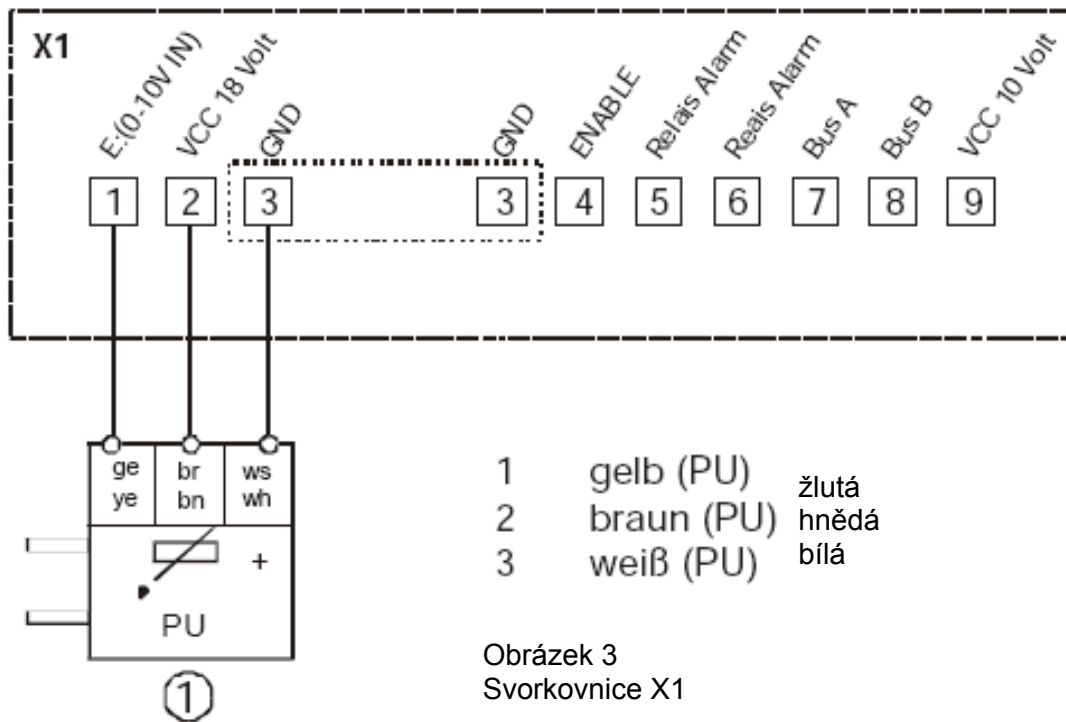 X1
E:(0-10V IN)
VCC 18 Volt
GND
GND
ENABLE
Relais Alarm
Reais Alarm
Bus A
Bus B
VCC 10 Volt
1 2 3 3 4 5 6 7 8 9
ge br ws
ye bn wh
+
PU
1
1 gelb (PU) žlutá
2 braun (PU) hnědá
3 weiß (PU) bílá
Obrázek 3
Svorkovnice X1